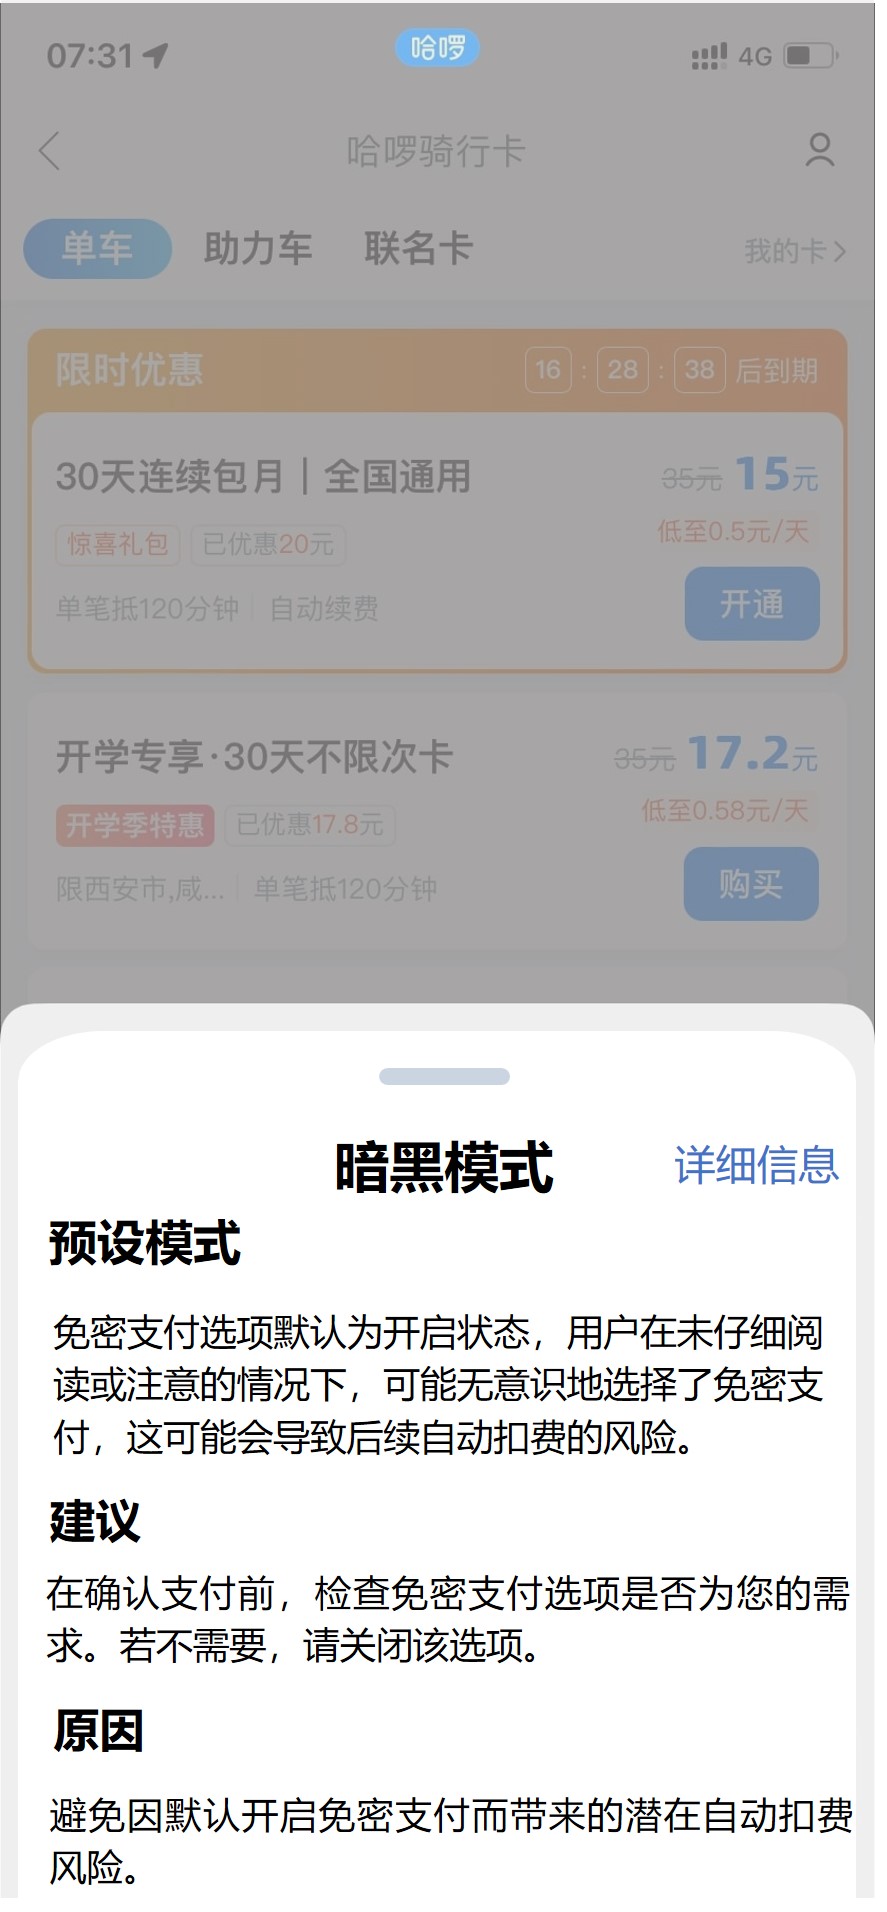 07:31
哈啰
4G
哈啰骑行卡
单车 助力车 联名卡 我的卡
限时优惠 16 : 28 : 38 后到期
30天连续包月｜全国通用 35元 15元
惊喜礼包 已优惠20元 低至0.5元/天
单笔抵120分钟 自动续费 开通
开学专享·30天不限次卡 35元 17.2元
开学季特惠 已优惠17.8元 低至0.58元/天
限西安市,咸... 单笔抵120分钟 购买
暗黑模式 详细信息
预设模式
免密支付选项默认为开启状态，用户在未仔细阅
读或注意的情况下，可能无意识地选择了免密支
付，这可能会导致后续自动扣费的风险。
建议
在确认支付前，检查免密支付选项是否为您的需
求。若不需要，请关闭该选项。
原因
避免因默认开启免密支付而带来的潜在自动扣费
风险。